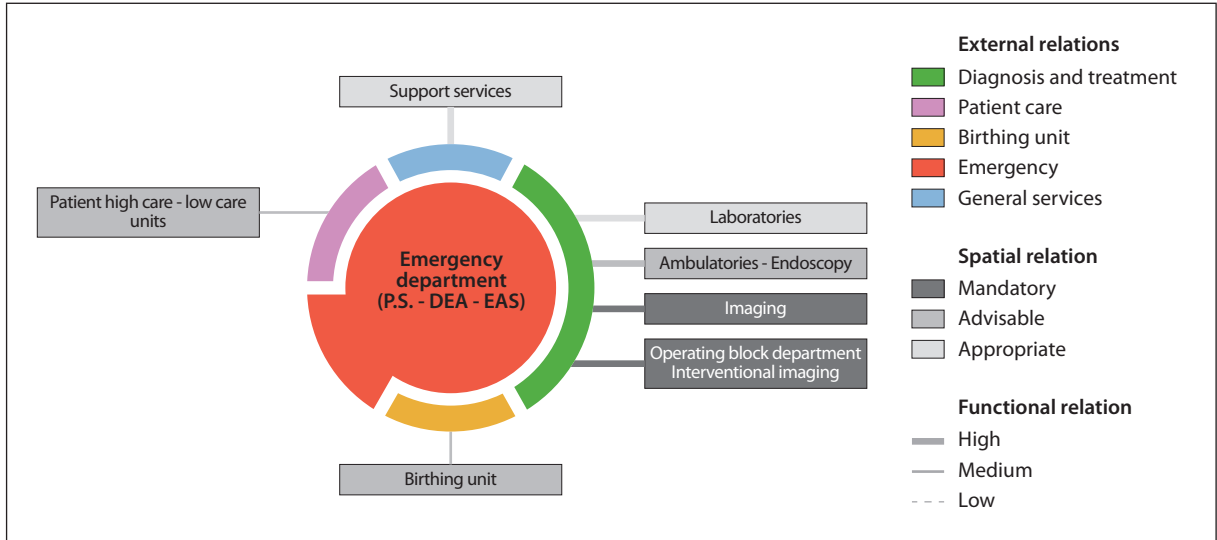 Support services
Patient high care - low care
units
Emergency
department
(P.S. - DEA - EAS)
Laboratories
Ambulatories - Endoscopy
Imaging
Operating block department
Interventional imaging
Birthing unit
External relations
Diagnosis and treatment
Patient care
Birthing unit
Emergency
General services
Spatial relation
Mandatory
Advisable
Appropriate
Functional relation
High
Medium
Low